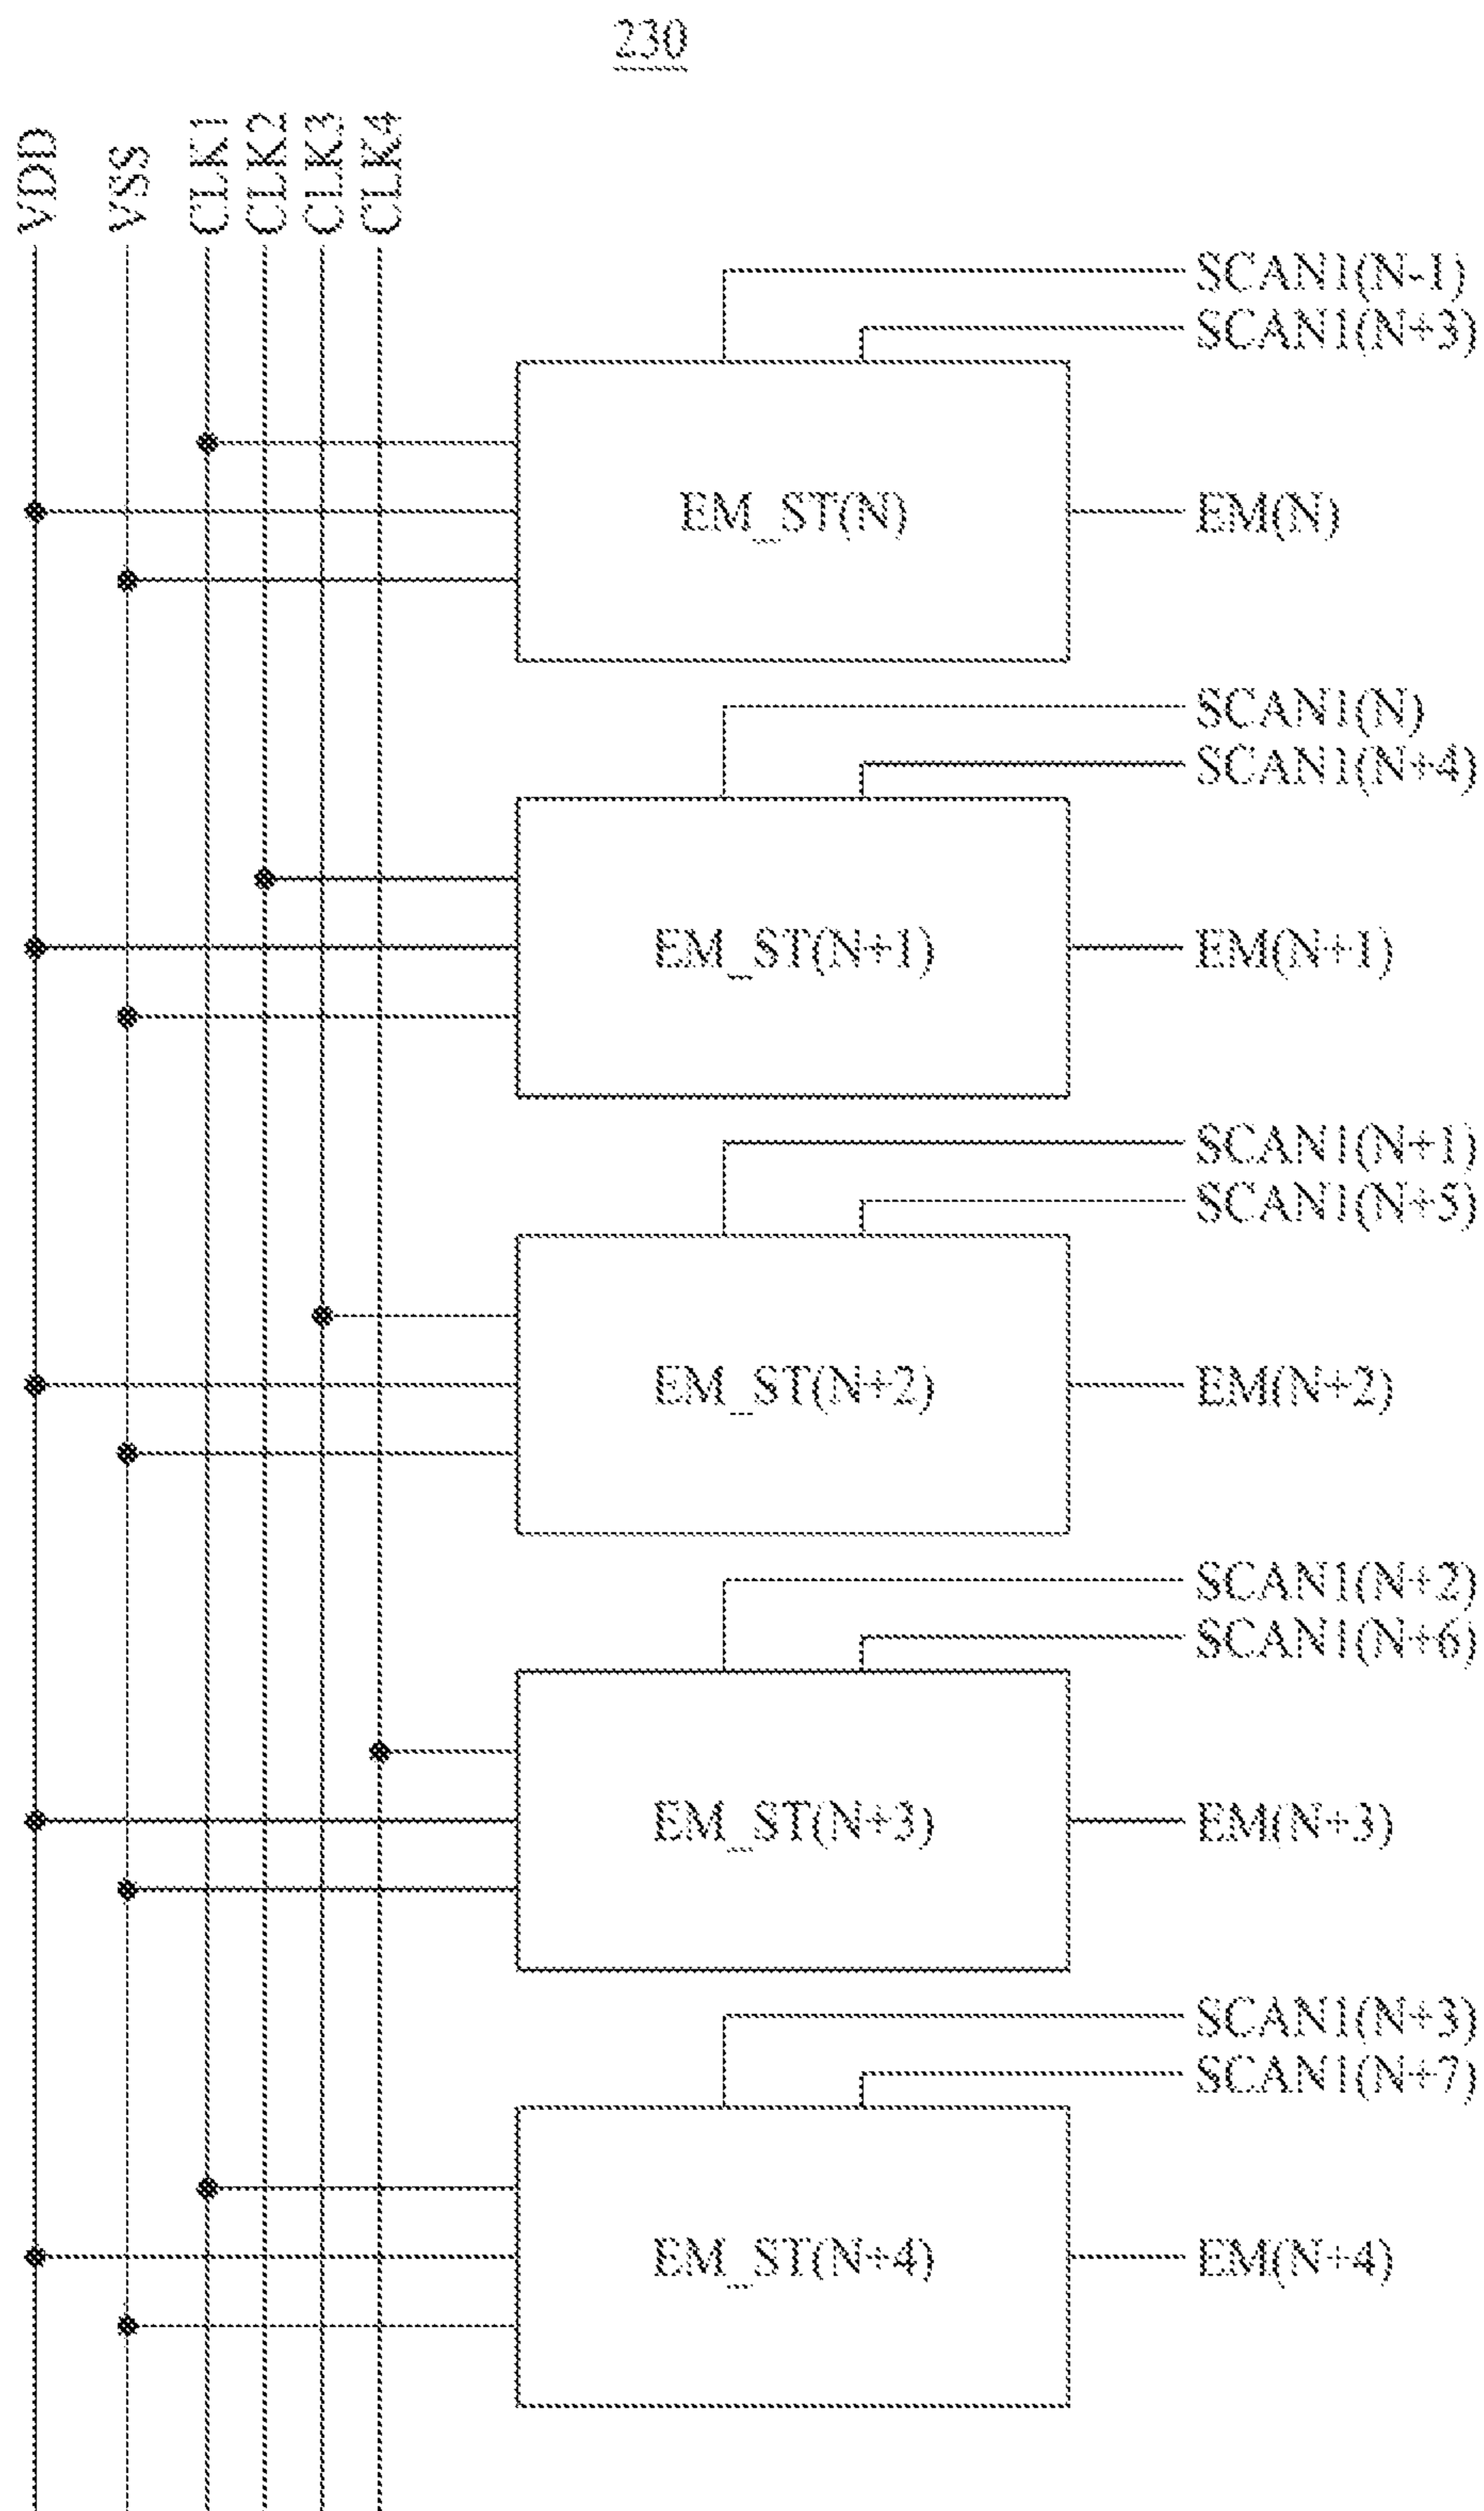 230
VDD
VSS
CLK1
CLK2
CLK3
CLK4
SCAN1(N-1)
SCAN1(N+3)
EM_ST(N)
EM(N)
SCAN1(N)
SCAN1(N+4)
EM_ST(N+1)
EM(N+1)
SCAN1(N+1)
SCAN1(N+5)
EM_ST(N+2)
EM(N+2)
SCAN1(N+2)
SCAN1(N+6)
EM_ST(N+3)
EM(N+3)
SCAN1(N+3)
SCAN1(N+7)
EM_ST(N+4)
EM(N+4)